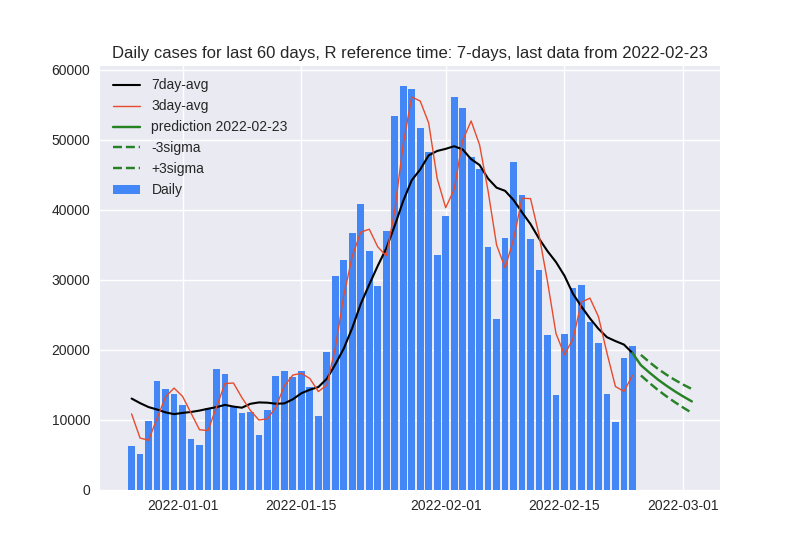 Daily cases for last 60 days, R reference time: 7-days, last data from 2022-02-23
60000
50000
40000
30000
20000
10000
0
7day-avg
3day-avg
prediction 2022-02-23
-3sigma
+3sigma
Daily
2022-01-01
2022-01-15
2022-02-01
2022-02-15
2022-03-01